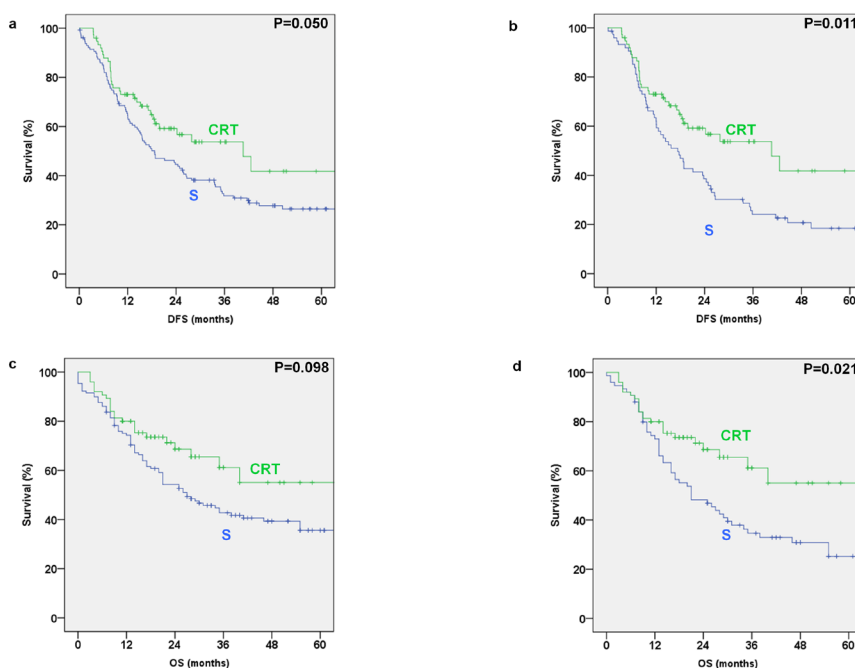 a
P=0.050
100
80
60
40
20
0
Survival (%)
CRT
S
0 12 24 36 48 60
DFS (months)
b
P=0.011
100
80
60
40
20
0
Survival (%)
CRT
S
0 12 24 36 48 60
DFS (months)
c
P=0.098
100
80
60
40
20
0
Survival (%)
CRT
S
0 12 24 36 48 60
OS (months)
d
P=0.021
100
80
60
40
20
0
Survival (%)
CRT
S
0 12 24 36 48 60
OS (months)